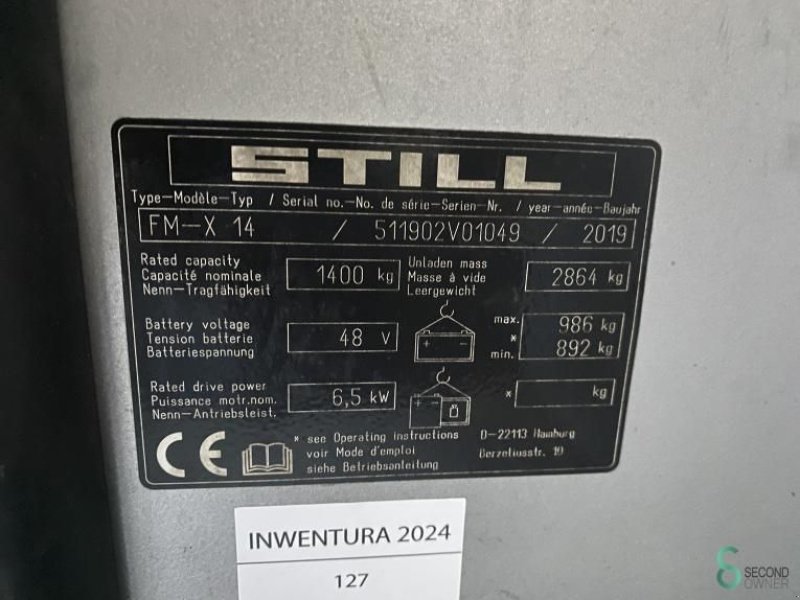 STILL
Type-Modèle-Typ / Serial no.-No. de série-Serien-Nr. / year-année-Baujahr
FM-X 14 / 511902V01049 / 2019
Rated capacity
Capacité nominale
Nenn-Tragfähigkeit
1400 kg
Unladen mass
Masse à vide
Leergewicht
2864 kg
Battery voltage
Tension batterie
Batteriespannung
48 V
+ -
max. 986 kg
*
min. 892 kg
Rated drive power
Puissance motr.nom.
Nenn-Antriebsleist.
6,5 kW
+ -
* kg
CE
* see Operating instructions
voir Mode d'emploi
siehe Betriebsanleitung
D-22113 Hamburg
Berzeliusstr. 10
INWENTURA 2024
127
SECOND
OWNER